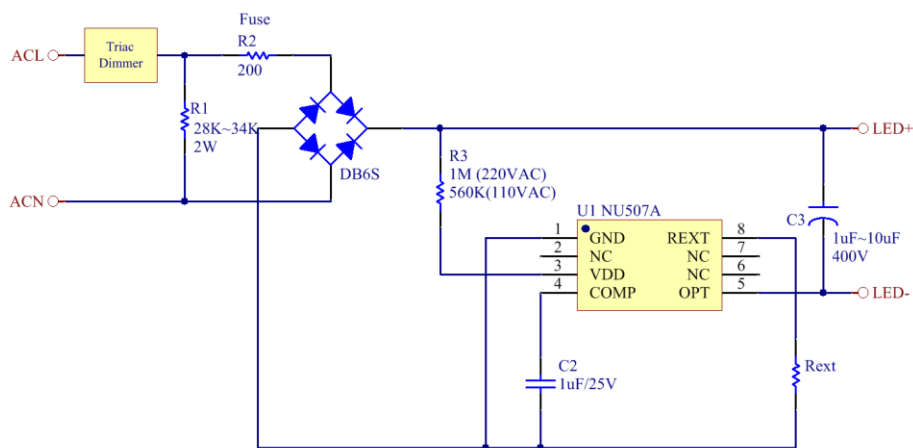 Fuse
R2
200
ACL
Triac
Dimmer
R1
28K~34K
2W
DB6S
ACN
LED+
R3
1M (220VAC)
560K(110VAC)
U1 NU507A
1
2
3
4
GND
NC
VDD
COMP
REXT
NC
NC
OPT
8
7
6
5
C3
1uF~10uF
400V
LED-
C2
1uF/25V
Rext